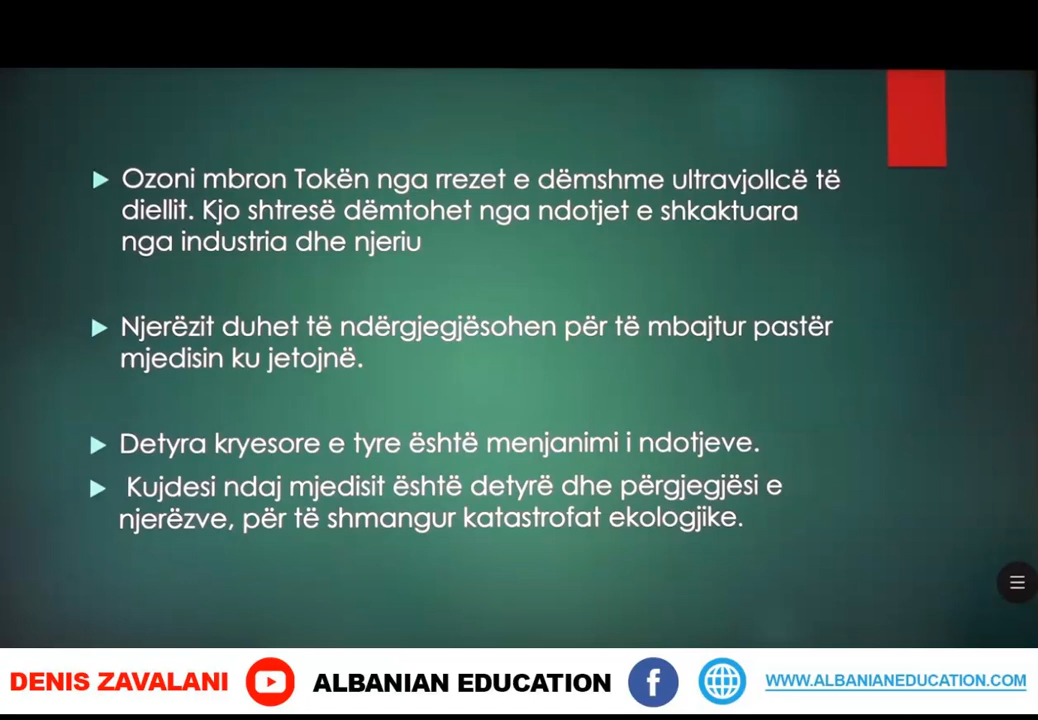 Ozoni mbron Tokën nga rrezet e dëmshme ultravjollcë të
diellit. Kjo shtresë dëmtohet nga ndotjet e shkaktuara
nga industria dhe njeriu
Njerëzit duhet të ndërgjegjësohen për të mbajtur pastër
mjedisin ku jetojnë.
Detyra kryesore e tyre është menjanimi i ndotjeve.
Kujdesi ndaj mjedisit është detyrë dhe përgjegjësi e
njerëzve, për të shmangur katastrofat ekologjike.
DENIS ZAVALANI ALBANIAN EDUCATION f WWW.ALBANIANEDUCATION.COM